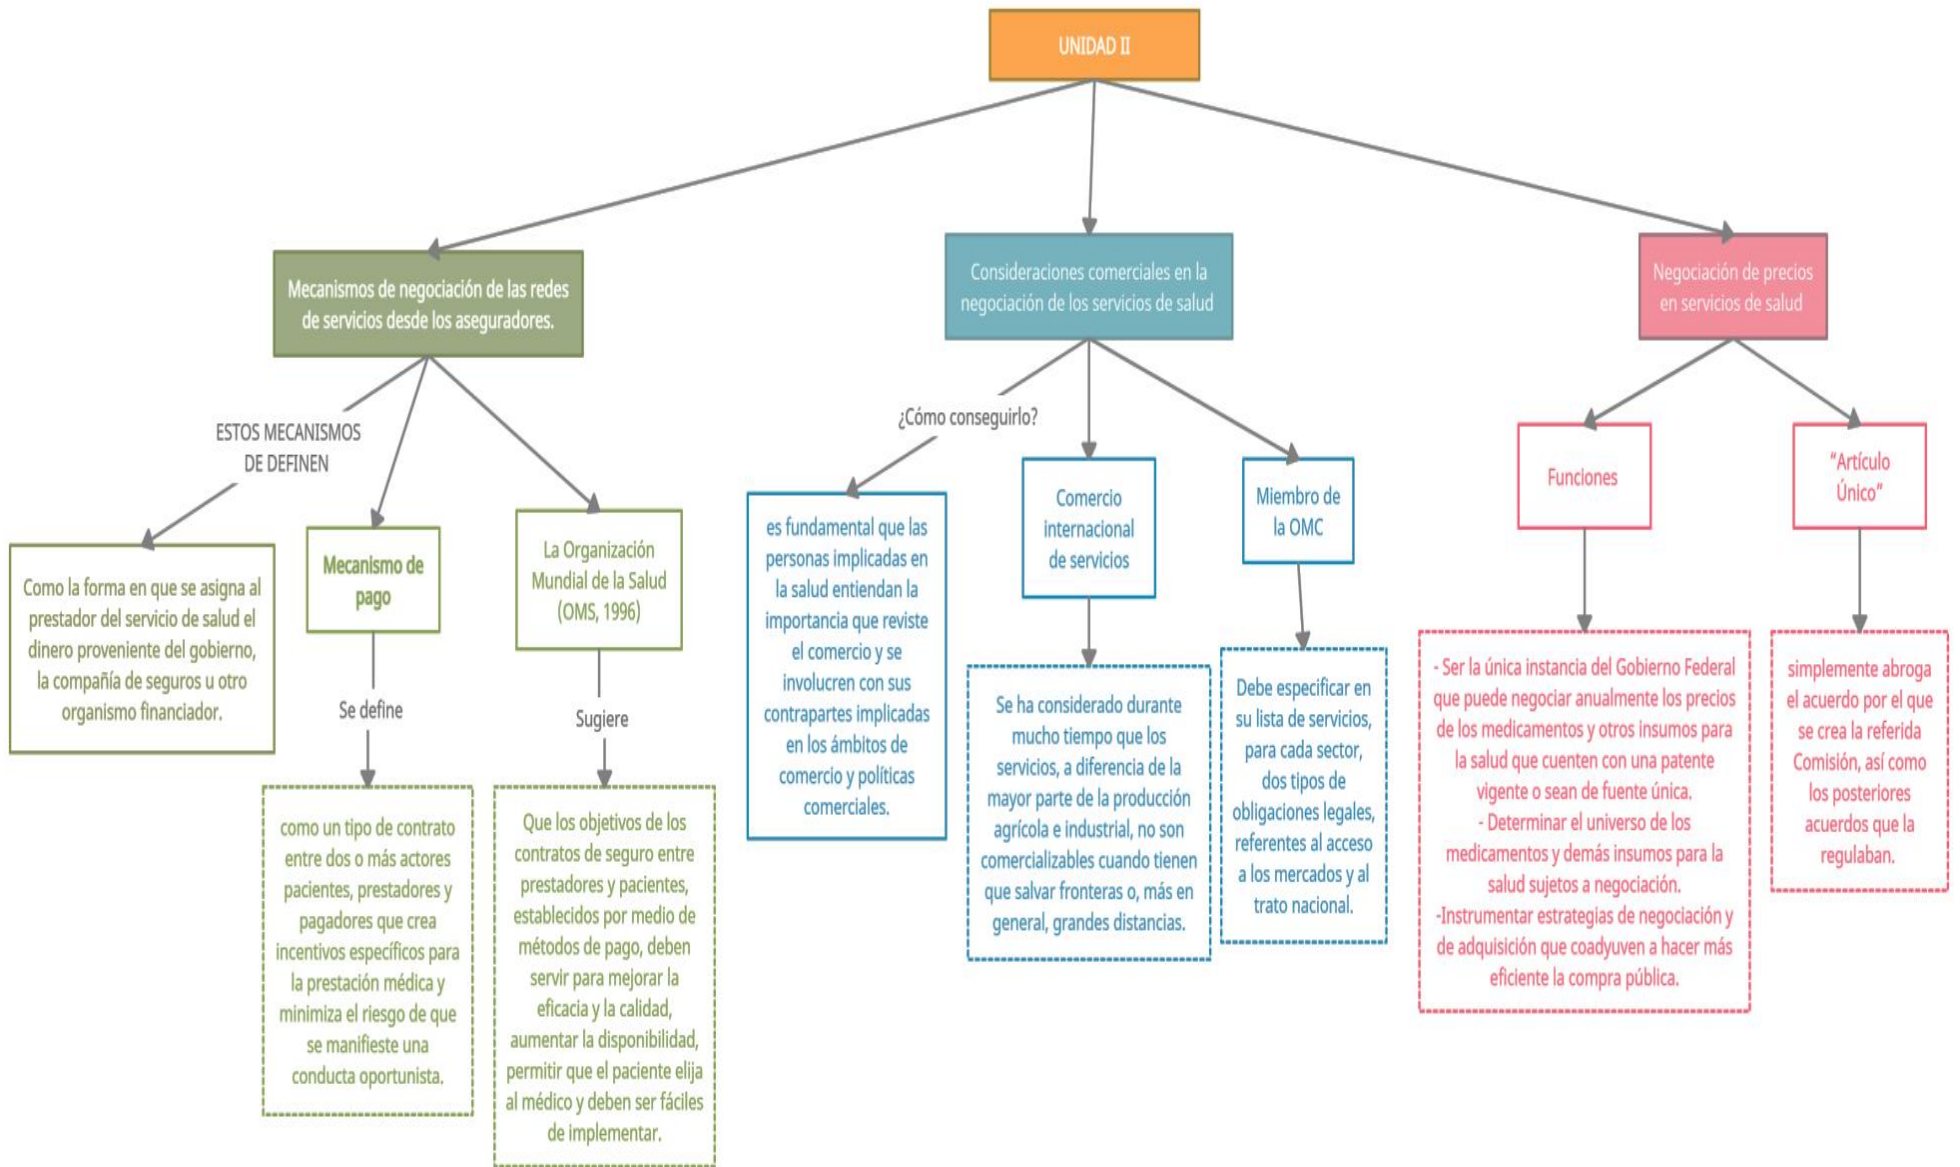 UNIDAD II
Mecanismos de negociación de las redes
de servicios desde los aseguradores.
Consideraciones comerciales en la
negociación de los servicios de salud
Negociación de precios
en servicios de salud
ESTOS MECANISMOS
DE DEFINEN
Como la forma en que se asigna al
prestador del servicio de salud el
dinero proveniente del gobierno,
la compañía de seguros u otro
organismo financiador.
Mecanismo de
pago
Se define
como un tipo de contrato
entre dos o más actores
pacientes, prestadores y
pagadores que crea
incentivos específicos para
la prestación médica y
minimiza el riesgo de que
se manifieste una
conducta oportunista.
La Organización
Mundial de la Salud
(OMS, 1996)
Sugiere
Que los objetivos de los
contratos de seguro entre
prestadores y pacientes,
establecidos por medio de
métodos de pago, deben
servir para mejorar la
eficacia y la calidad,
aumentar la disponibilidad,
permitir que el paciente elija
al médico y deben ser fáciles
de implementar.
¿Cómo conseguirlo?
es fundamental que las
personas implicadas en
la salud entiendan la
importancia que reviste
el comercio y se
involucren con sus
contrapartes implicadas
en los ámbitos de
comercio y políticas
comerciales.
Comercio
internacional
de servicios
Se ha considerado durante
mucho tiempo que los
servicios, a diferencia de la
mayor parte de la producción
agrícola e industrial, no son
comercializables cuando tienen
que salvar fronteras o, más en
general, grandes distancias.
Miembro de
la OMC
Debe especificar en
su lista de servicios,
para cada sector,
dos tipos de
obligaciones legales,
referentes al acceso
a los mercados y al
trato nacional.
Funciones
- Ser la única instancia del Gobierno Federal
que puede negociar anualmente los precios
de los medicamentos y otros insumos para
la salud que cuenten con una patente
vigente o sean de fuente única.
- Determinar el universo de los
medicamentos y demás insumos para la
salud sujetos a negociación.
-Instrumentar estrategias de negociación y
de adquisición que coadyuven a hacer más
eficiente la compra pública.
“Artículo
Único”
simplemente abroga
el acuerdo por el que
se crea la referida
Comisión, así como
los posteriores
acuerdos que la
regulaban.